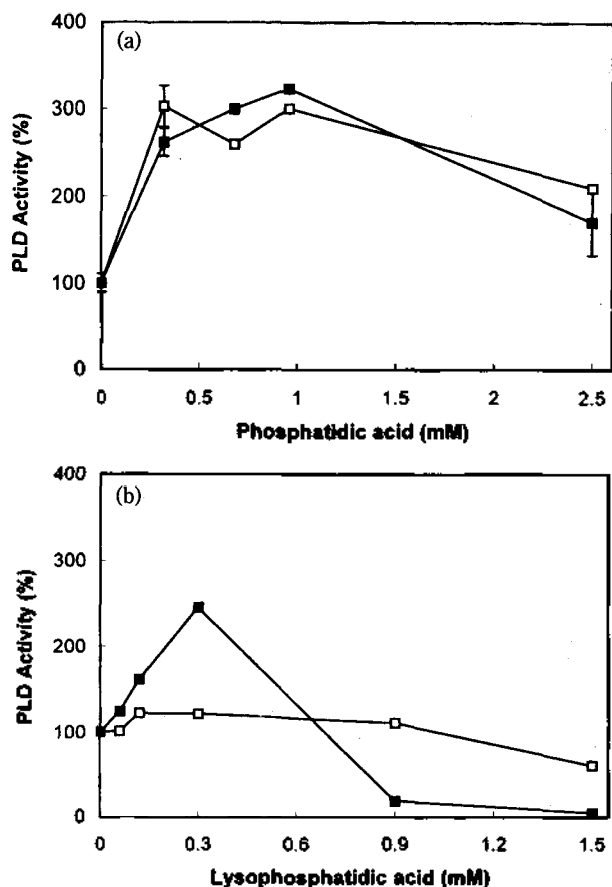 (a)
400
300
200
100
0
PLD Activity (%)
0 0.5 1 1.5 2 2.5
Phosphatidic acid (mM)
(b)
400
300
200
100
0
PLD Activity (%)
0 0.3 0.6 0.9 1.2 1.5
Lysophosphatidic acid (mM)